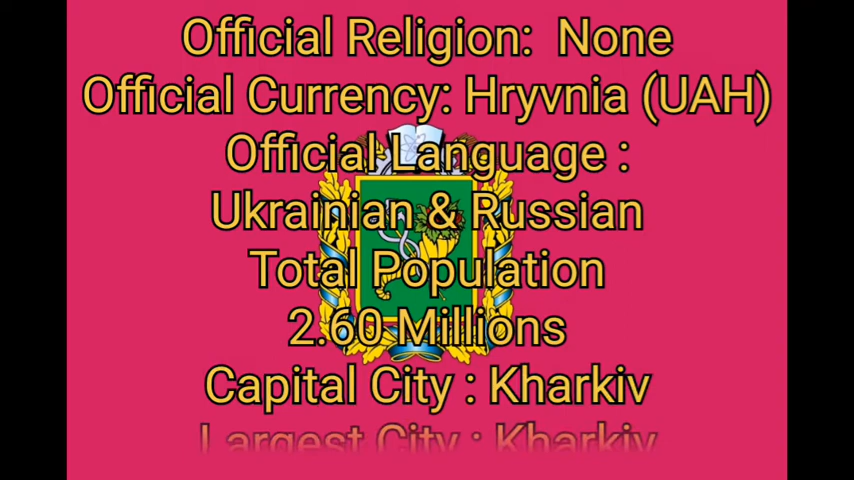 Official Religion: None
Official Currency: Hryvnia (UAH)
Official Language :
Ukrainian & Russian
Total Population
2.60 Millions
Capital City : Kharkiv
Largest City : Kharkiv